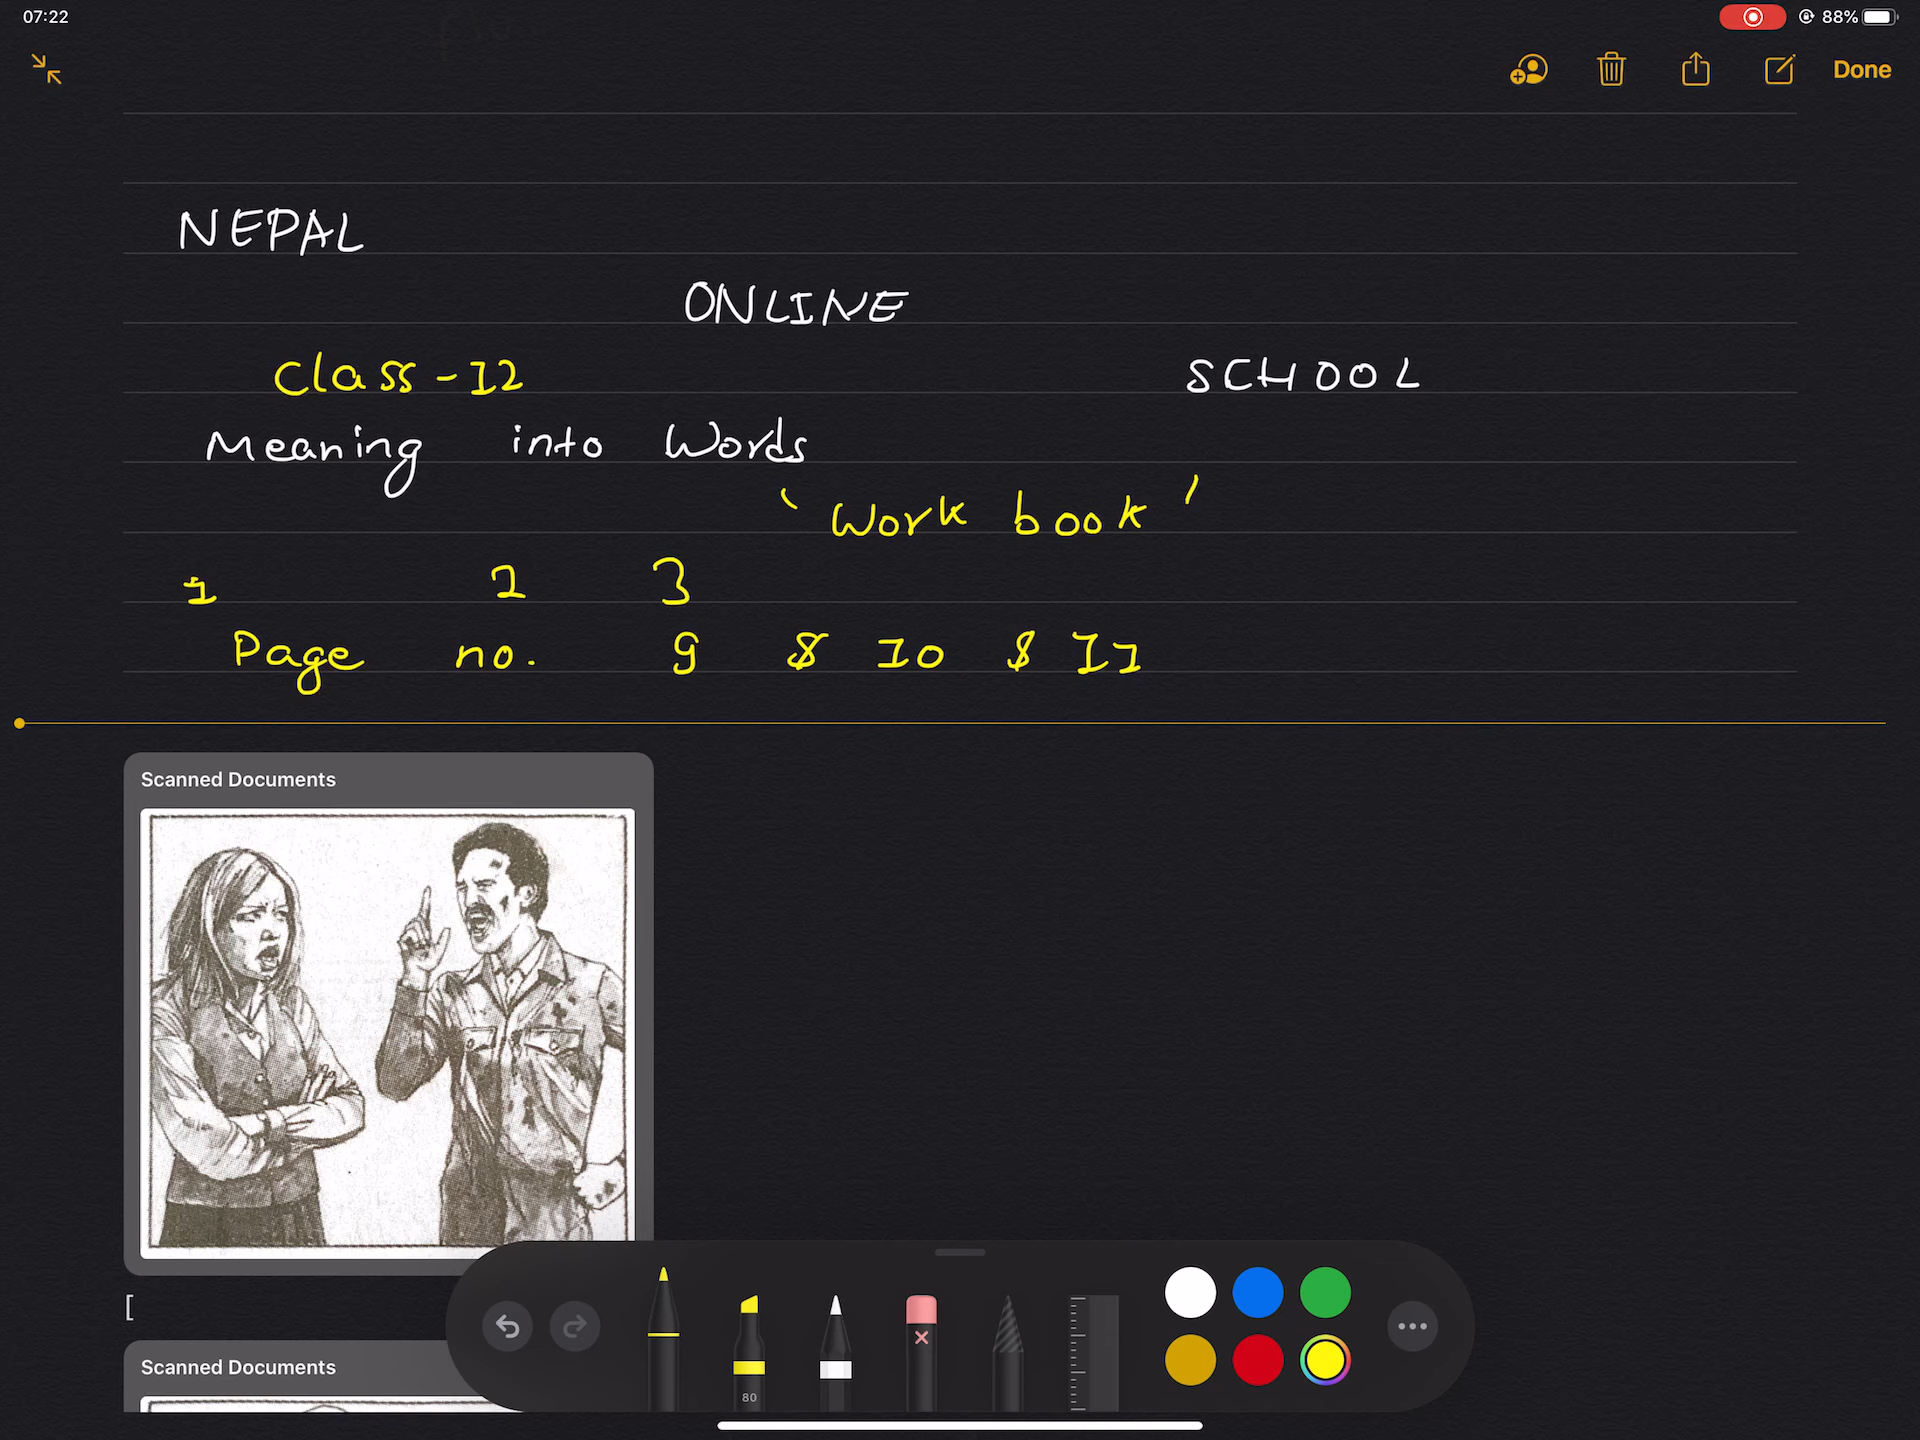 07:22
88%
Done
NEPAL
ONLINE
Class-12
SCHOOL
Meaning into Words
'Work book'
1 2 3
Page no. 9 & 10 & 11
Scanned Documents
[
Scanned Documents
80